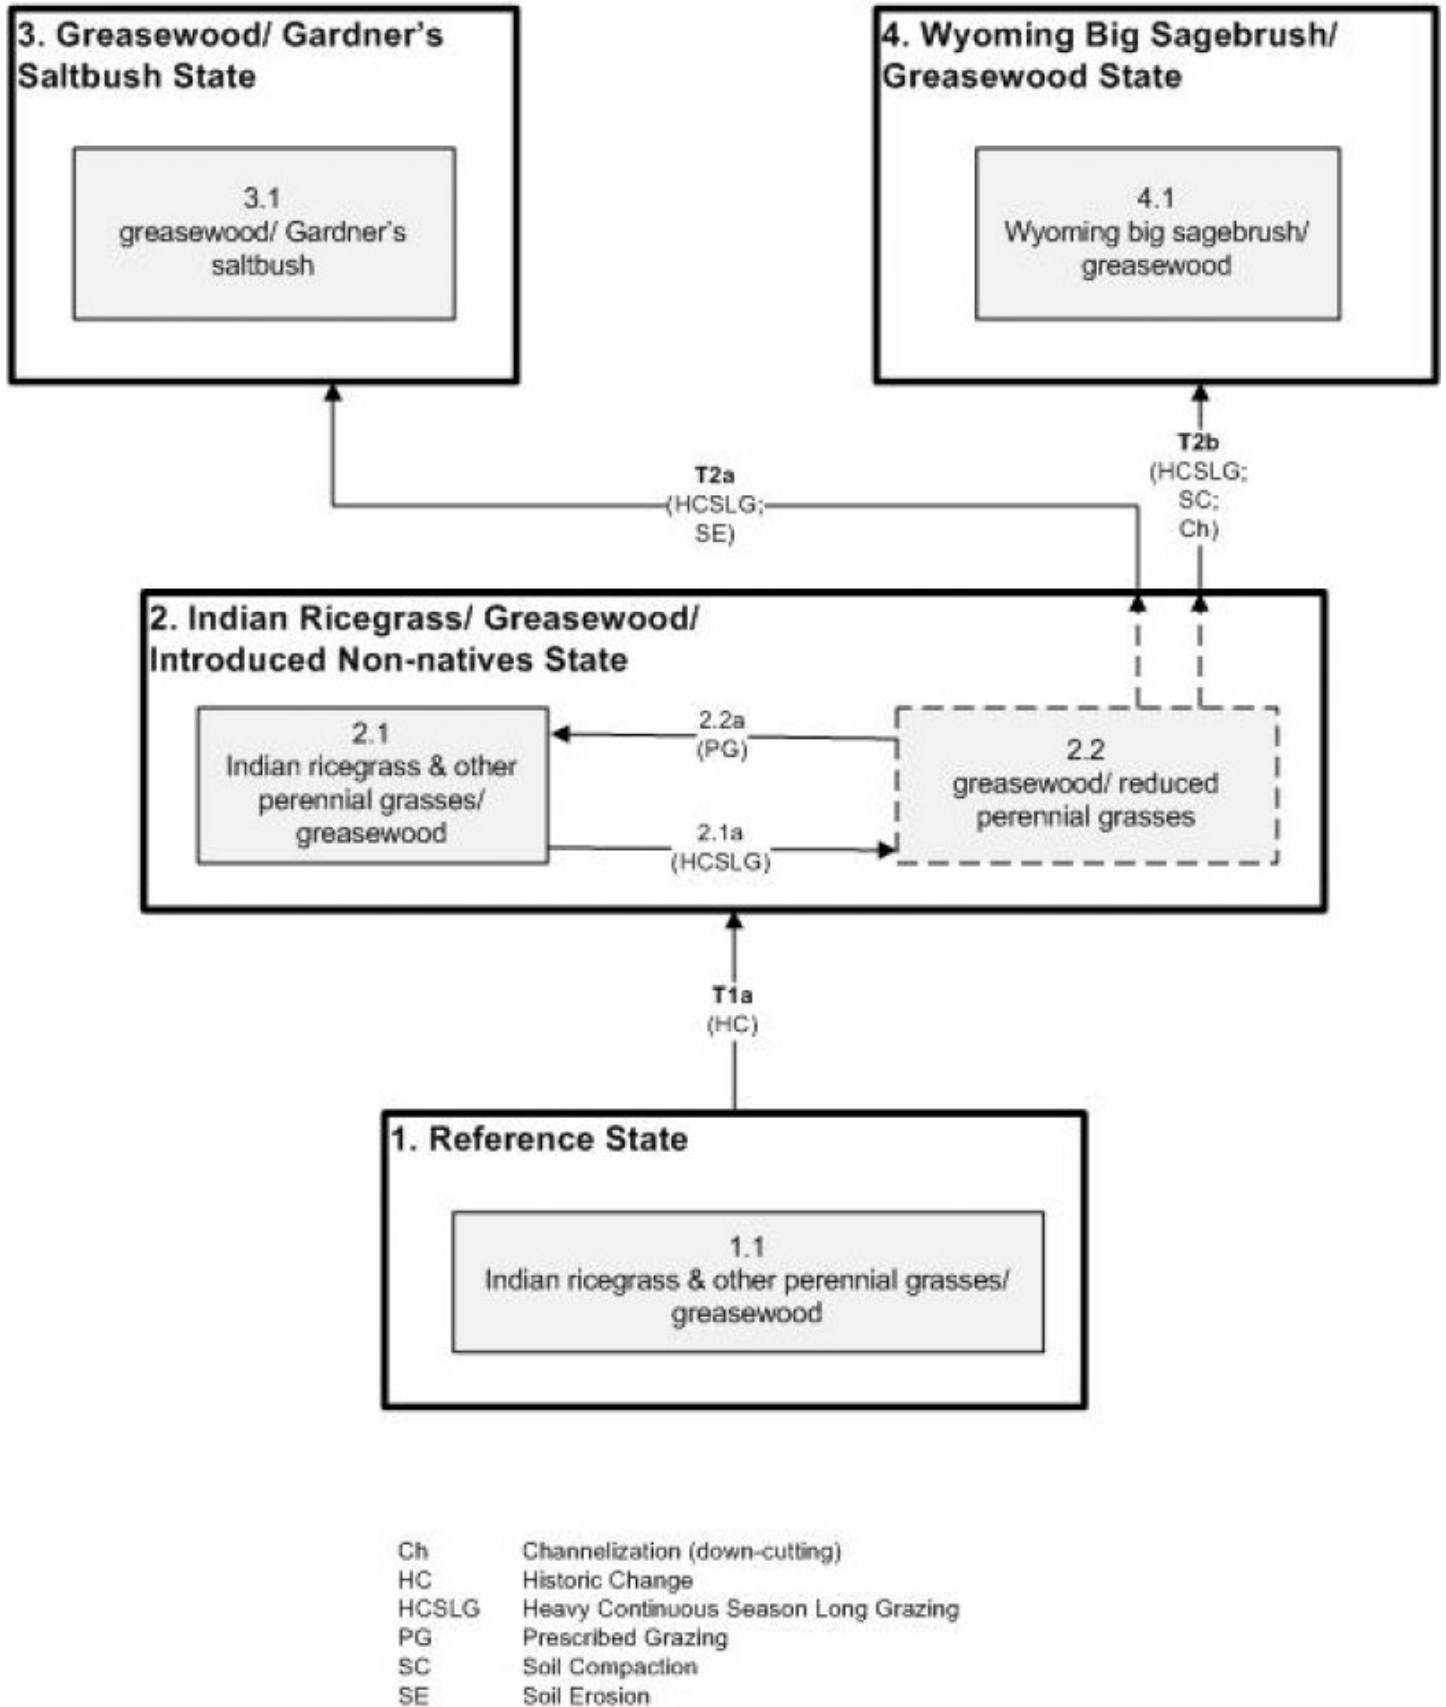 3. Greasewood/ Gardner's
Saltbush State
3.1
greasewood/ Gardner's
saltbush
4. Wyoming Big Sagebrush/
Greasewood State
4.1
Wyoming big sagebrush/
greasewood
T2a
(HCSLG;
SE)
T2b
(HCSLG;
SC;
Ch)
2. Indian Ricegrass/ Greasewood/
Introduced Non-natives State
2.1
Indian ricegrass & other
perennial grasses/
greasewood
2.2a
(PG)
2.1a
(HCSLG)
2.2
greasewood/ reduced
perennial grasses
T1a
(HC)
1. Reference State
1.1
Indian ricegrass & other perennial grasses/
greasewood
Ch Channelization (down-cutting)
HC Historic Change
HCSLG Heavy Continuous Season Long Grazing
PG Prescribed Grazing
SC Soil Compaction
SE Soil Erosion